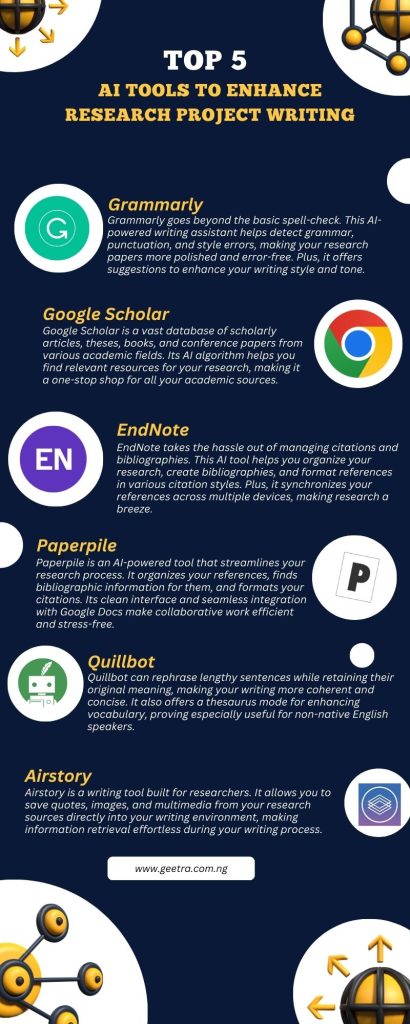 TOP 5
AI TOOLS TO ENHANCE
RESEARCH PROJECT WRITING
Grammarly
Grammarly goes beyond the basic spell-check. This AI-
powered writing assistant helps detect grammar,
punctuation, and style errors, making your research
papers more polished and error-free. Plus, it offers
suggestions to enhance your writing style and tone.
G
Google Scholar
Google Scholar is a vast database of scholarly
articles, theses, books, and conference papers from
various academic fields. Its AI algorithm helps you
find relevant resources for your research, making it
a one-stop shop for all your academic sources.
EN
EndNote
EndNote takes the hassle out of managing citations and
bibliographies. This AI tool helps you organize your
research, create bibliographies, and format references
in various citation styles. Plus, it synchronizes your
references across multiple devices, making research a
breeze.
Paperpile
Paperpile is an AI-powered tool that streamlines your
research process. It organizes your references, finds
bibliographic information for them, and formats your
citations. Its clean interface and seamless integration
with Google Docs make collaborative work efficient
and stress-free.
P
Quillbot
Quillbot can rephrase lengthy sentences while retaining their
original meaning, making your writing more coherent and
concise. It also offers a thesaurus mode for enhancing
vocabulary, proving especially useful for non-native English
speakers.
Airstory
Airstory is a writing tool built for researchers. It allows you to
save quotes, images, and multimedia from your research
sources directly into your writing environment, making
information retrieval effortless during your writing process.
www.geetra.com.ng